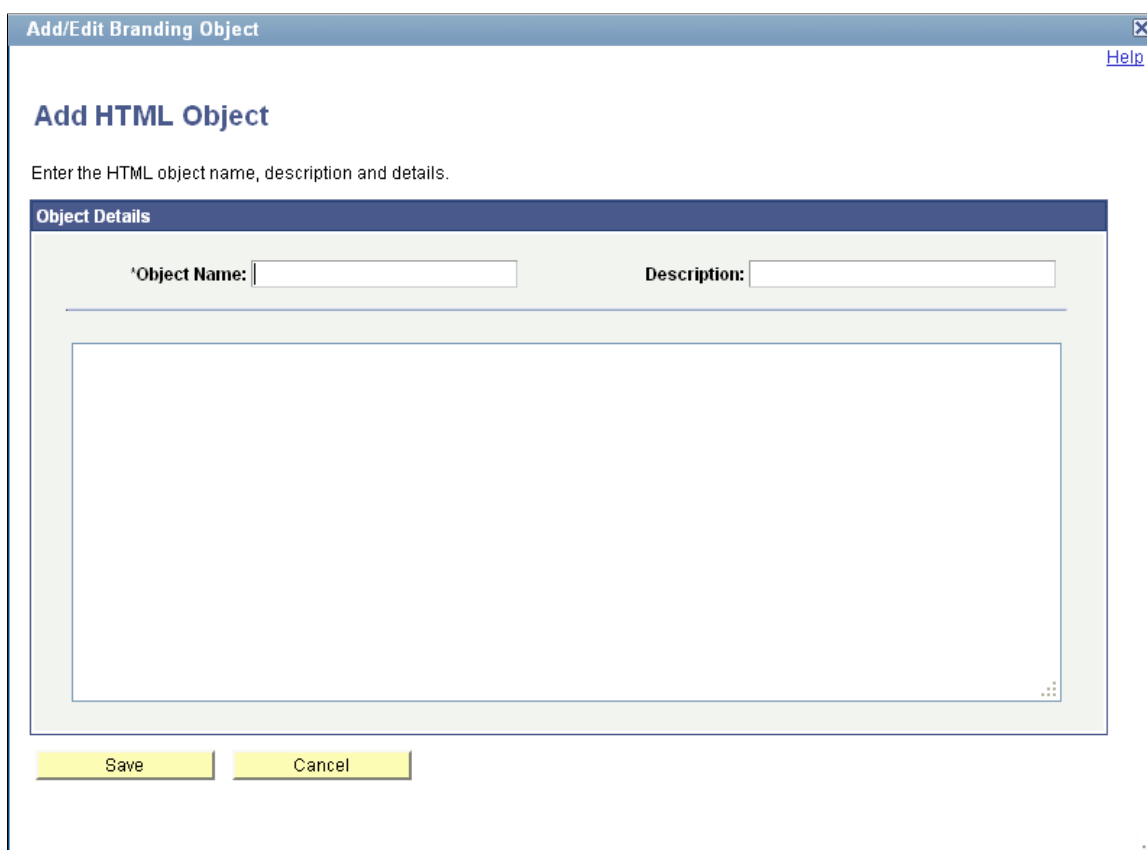 Add/Edit Branding Object
Help
Add HTML Object
Enter the HTML object name, description and details.
Object Details
*Object Name: Description:
Save Cancel